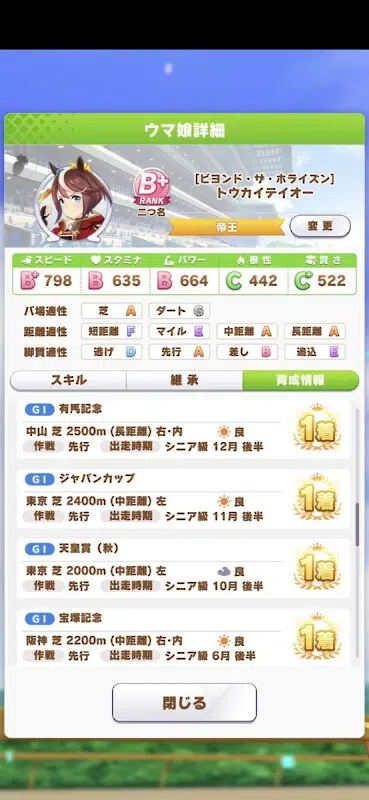 ウマ娘詳細
B+
RANK
二つ名
[ビヨンド・ザ・ホライズン]
トウカイテイオー
帝王
変更
スピード スタミナ パワー 根性 賢さ
B+ 798 B 635 B 664 C 442 C+ 522
バ場適性 芝 A ダート G
距離適性 短距離 F マイル E 中距離 A 長距離 A
脚質適性 逃げ D 先行 A 差し B 追込 E
スキル 継承 育成情報
GI 有馬記念
中山 芝 2500m (長距離) 右・内 良
作戦 先行 出走時期 シニア級 12月 後半
1着
GI ジャパンカップ
東京 芝 2400m (中距離) 左 良
作戦 先行 出走時期 シニア級 11月 後半
1着
GI 天皇賞（秋）
東京 芝 2000m (中距離) 左 良
作戦 先行 出走時期 シニア級 10月 後半
1着
GI 宝塚記念
阪神 芝 2200m (中距離) 右・内 良
作戦 先行 出走時期 シニア級 6月 後半
1着
閉じる